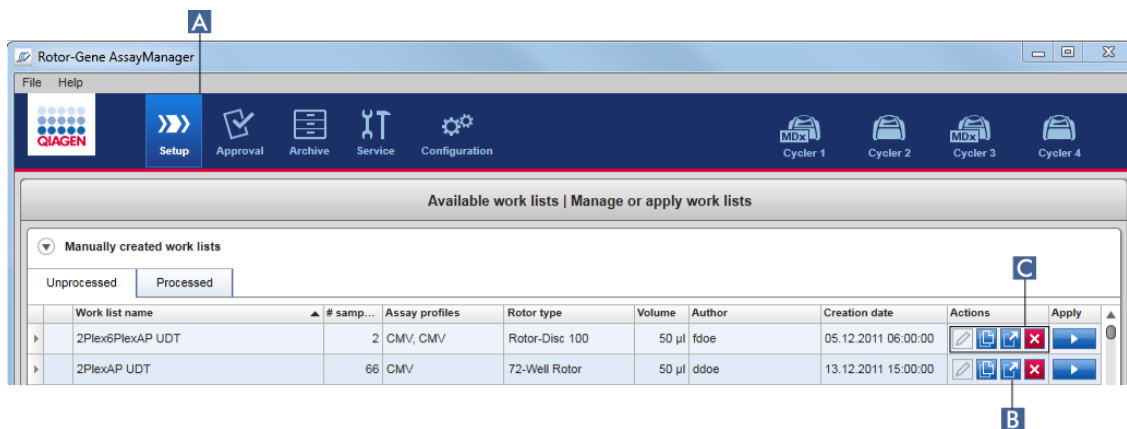 A
Rotor-Gene AssayManager
File Help
QIAGEN
Setup Approval Archive Service Configuration
MDx Cycler 1 Cycler 2 MDx Cycler 3 Cycler 4
Available work lists | Manage or apply work lists
Manually created work lists
C
Unprocessed Processed
Work list name # samp... Assay profiles Rotor type Volume Author Creation date Actions Apply
2Plex6PlexAP UDT 2 CMV, CMV Rotor-Disc 100 50 µl fdoe 05.12.2011 06:00:00
2PlexAP UDT 66 CMV 72-Well Rotor 50 µl ddoe 13.12.2011 15:00:00
B